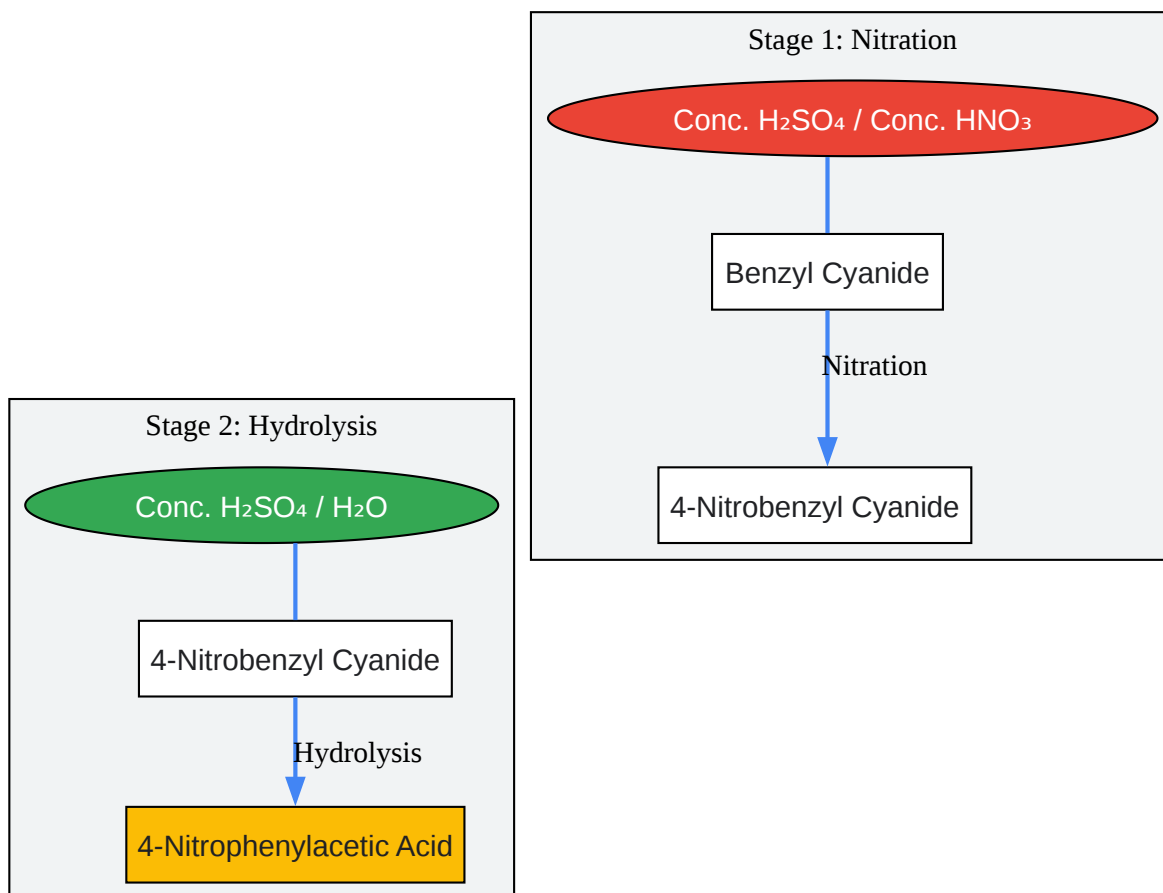 Stage 1: Nitration
Conc. H₂SO₄ / Conc. HNO₃
Benzyl Cyanide
Nitration
4-Nitrobenzyl Cyanide
Stage 2: Hydrolysis
Conc. H₂SO₄ / H₂O
4-Nitrobenzyl Cyanide
Hydrolysis
4-Nitrophenylacetic Acid